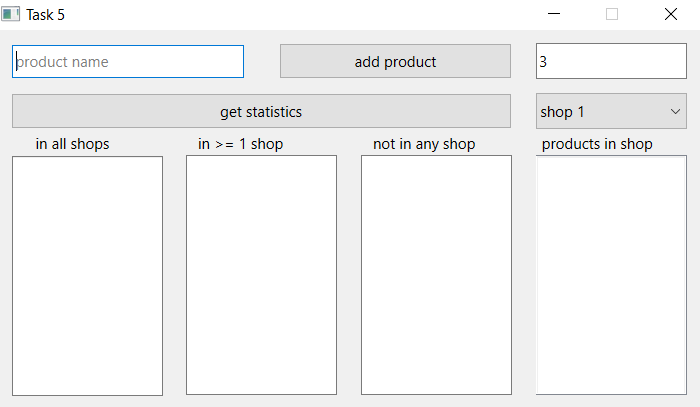 Task 5
product name
add product
3
get statistics
shop 1
in all shops
in >= 1 shop
not in any shop
products in shop